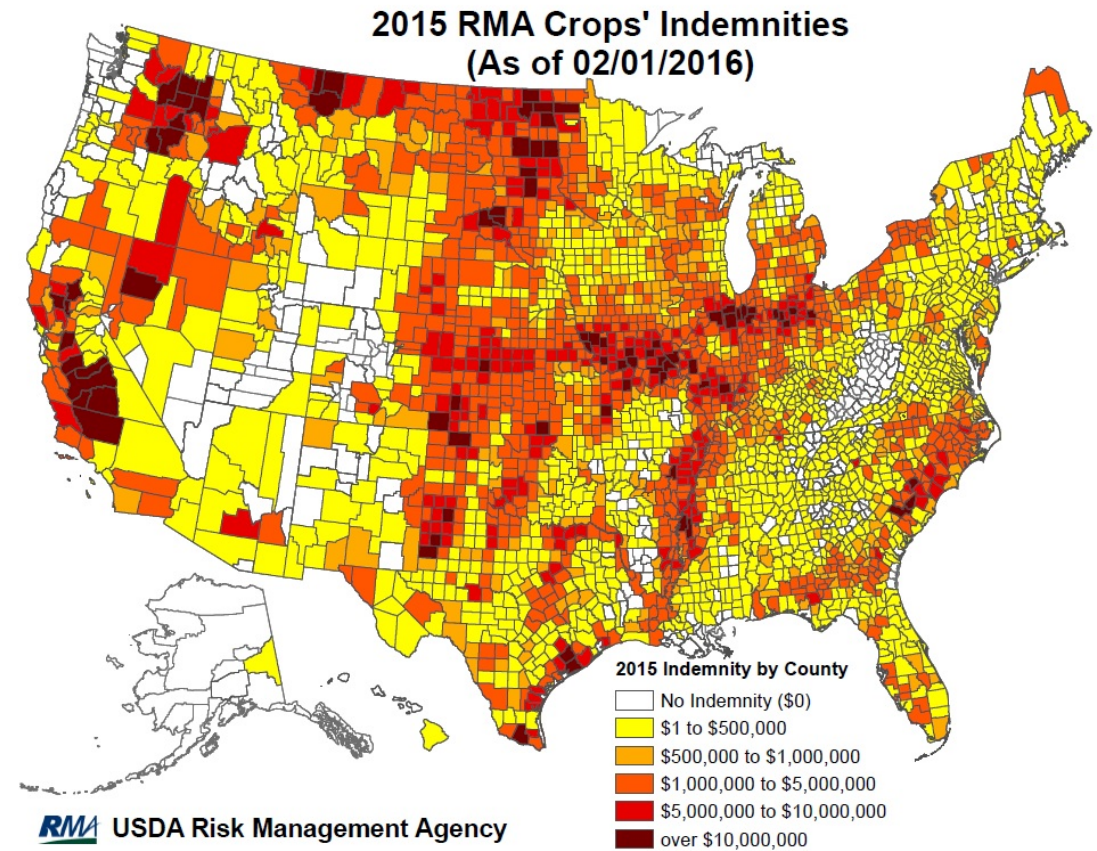 2015 RMA Crops' Indemnities
(As of 02/01/2016)
2015 Indemnity by County
No Indemnity ($0)
$1 to $500,000
$500,000 to $1,000,000
$1,000,000 to $5,000,000
$5,000,000 to $10,000,000
over $10,000,000
RMA USDA Risk Management Agency